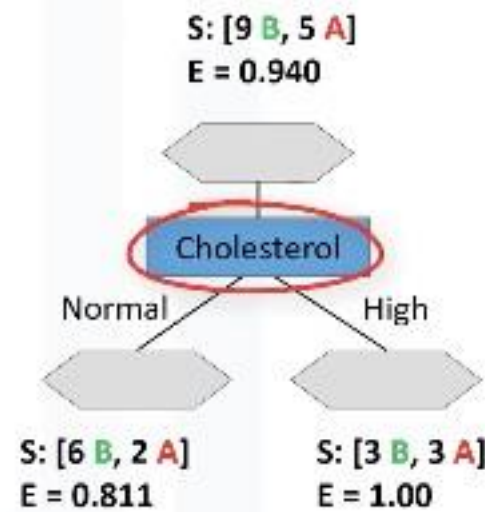 S: [9 B, 5 A]
E = 0.940
Cholesterol
Normal
High
S: [6 B, 2 A]
E = 0.811
S: [3 B, 3 A]
E = 1.00